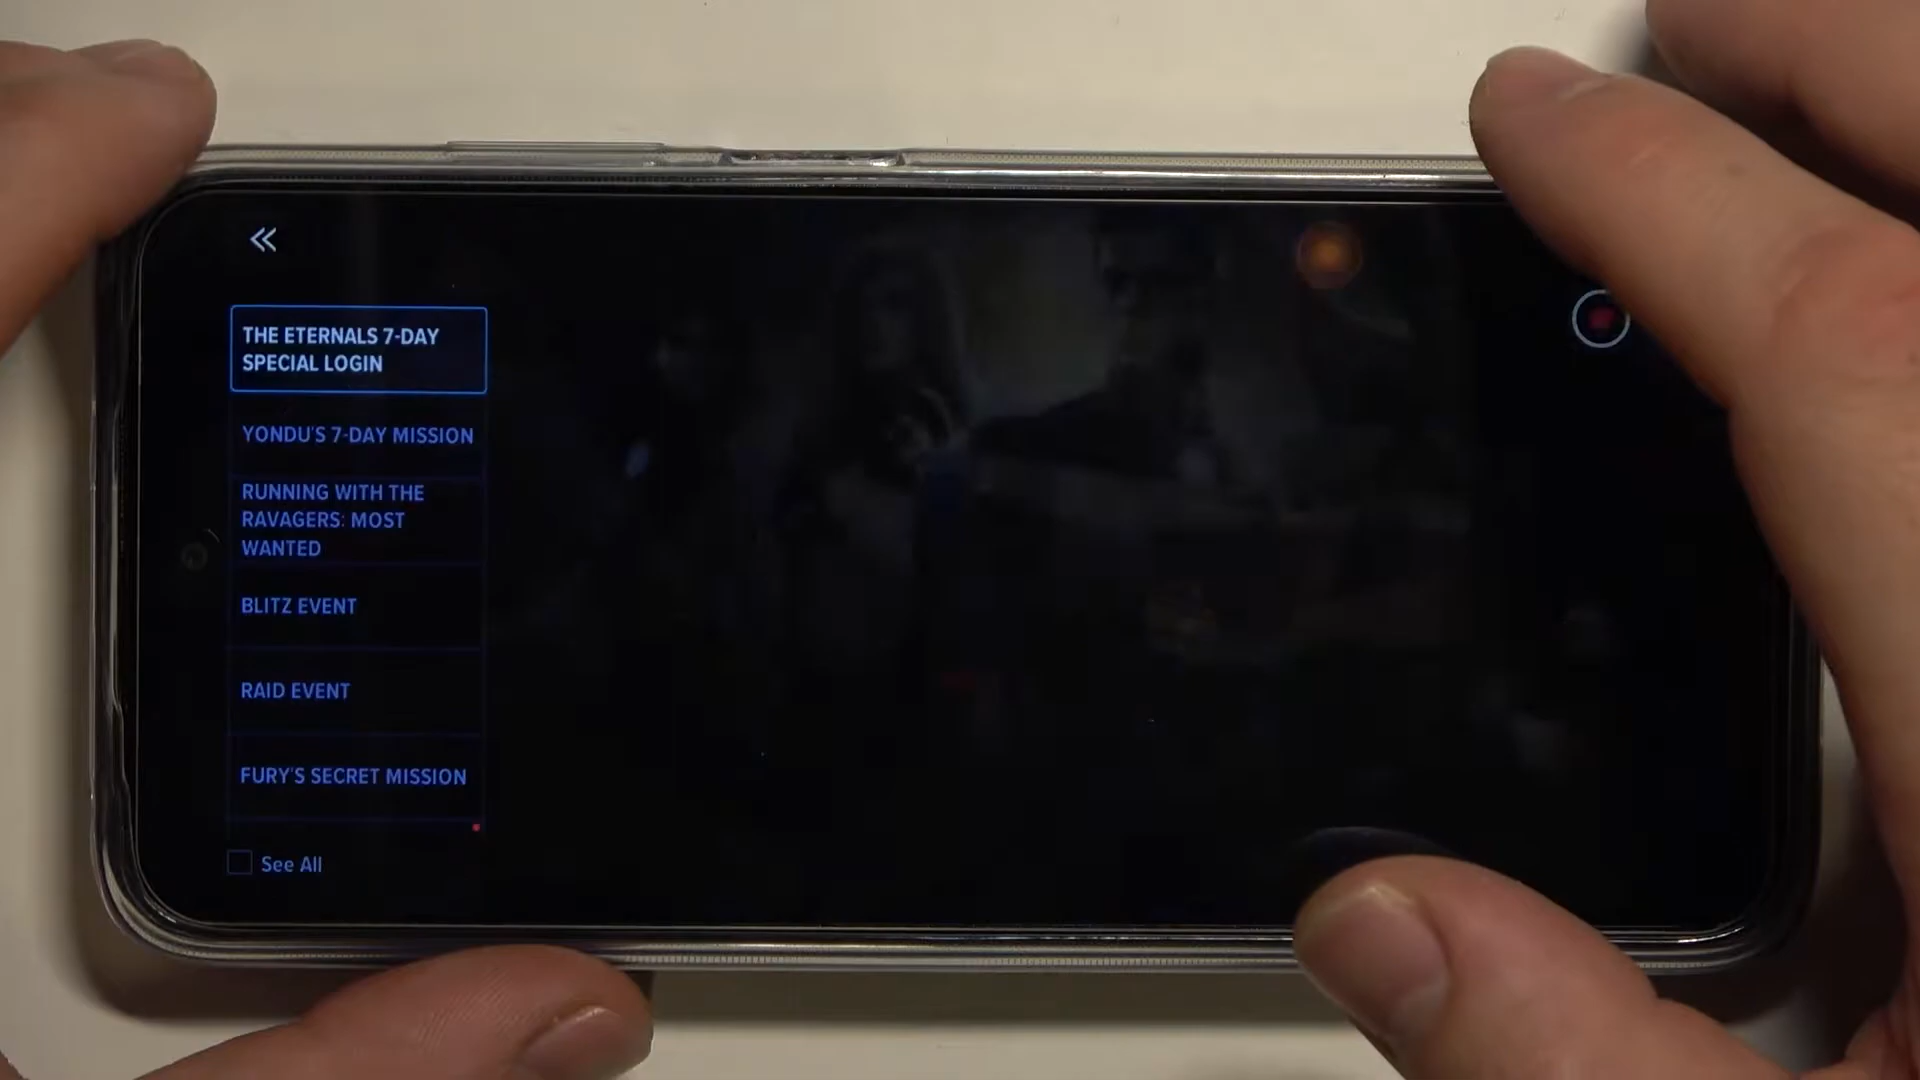 THE ETERNALS 7-DAY
SPECIAL LOGIN
YONDU'S 7-DAY MISSION
RUNNING WITH THE
RAVAGERS: MOST
WANTED
BLITZ EVENT
RAID EVENT
FURY'S SECRET MISSION
See All